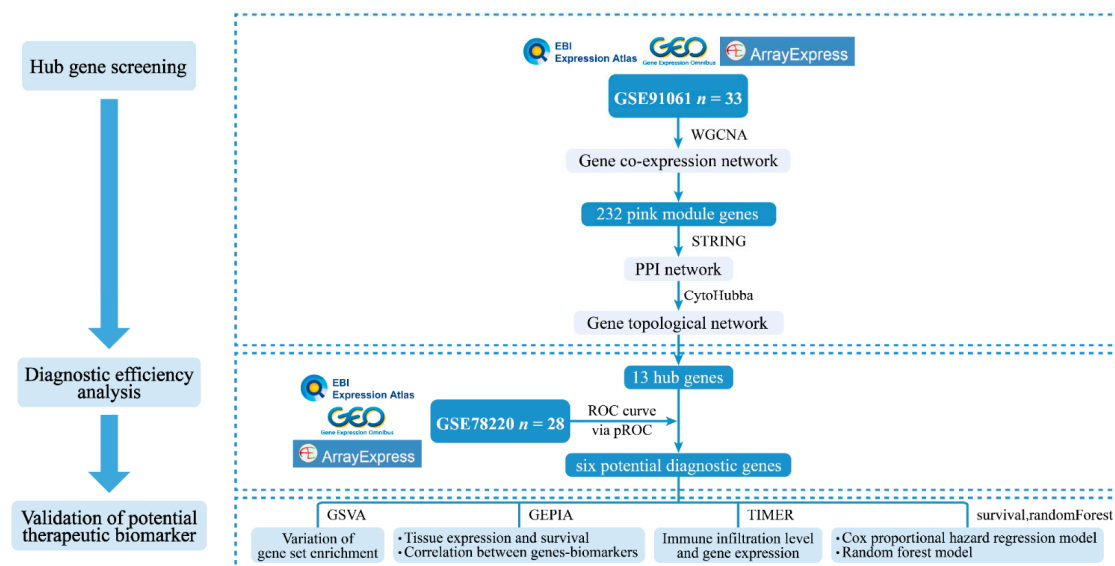 Hub gene screening
Diagnostic efficiency
analysis
Validation of potential
therapeutic biomarker
EBI
Expression Atlas
GEO
Gene Expression Omnibus
AE ArrayExpress
GSE91061 n = 33
WGCNA
Gene co-expression network
232 pink module genes
STRING
PPI network
CytoHubba
Gene topological network
13 hub genes
EBI
Expression Atlas
GEO
Gene Expression Omnibus
AE ArrayExpress
GSE78220 n = 28
ROC curve
via pROC
six potential diagnostic genes
GSVA
Variation of
gene set enrichment
GEPIA
• Tissue expression and survival
• Correlation between genes-biomarkers
TIMER
Immune infiltration level
and gene expression
survival,randomForest
• Cox proportional hazard regression model
• Random forest model